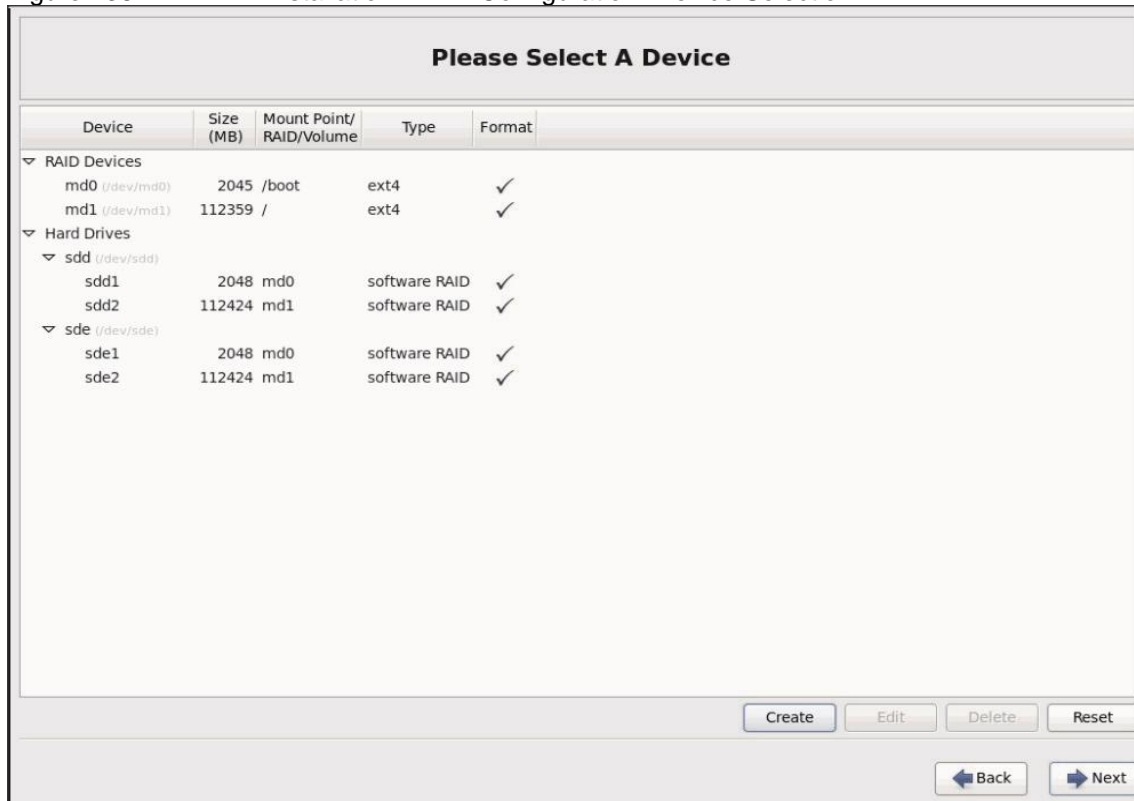 Please Select A Device
Device Size (MB) Mount Point/ RAID/Volume Type Format
RAID Devices
md0 (/dev/md0) 2045 /boot ext4 ✓
md1 (/dev/md1) 112359 / ext4 ✓
Hard Drives
sdd (/dev/sdd)
sdd1 2048 md0 software RAID ✓
sdd2 112424 md1 software RAID ✓
sde (/dev/sde)
sde1 2048 md0 software RAID ✓
sde2 112424 md1 software RAID ✓
Create Edit Delete Reset
Back Next